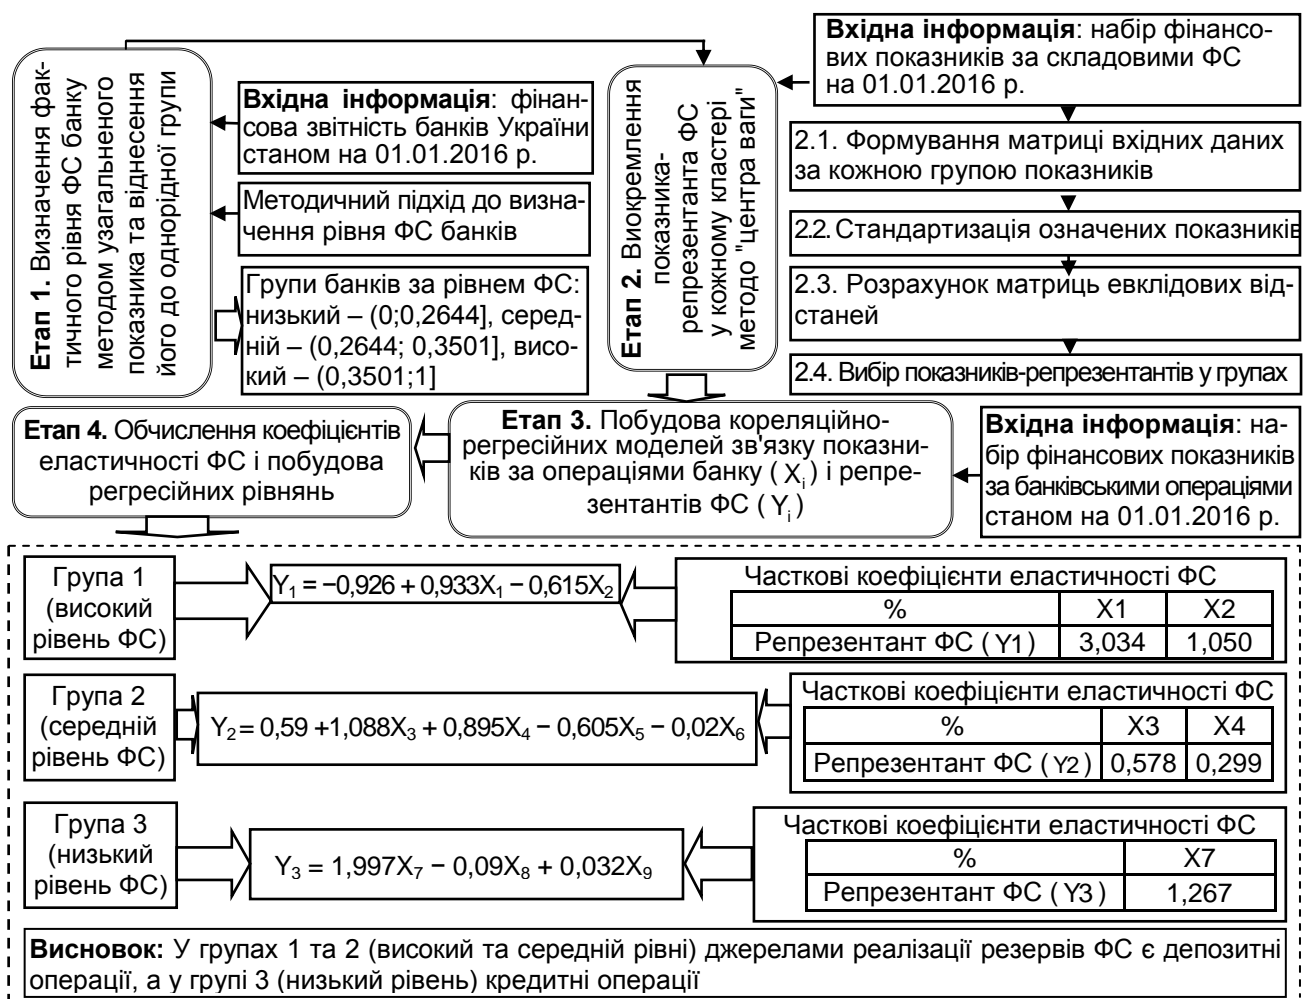 Етап 1. Визначення фак-
тичного рівня ФС банку
методом узагальненого
показника та віднесення
його до однорідної групи
Вхідна інформація: фінан-
сова звітність банків України
станом на 01.01.2016 р.
Методичний підхід до визна-
чення рівня ФС банків
Групи банків за рівнем ФС:
низький – (0;0,2644], серед-
ній – (0,2644; 0,3501], висо-
кий – (0,3501;1]
Етап 2. Виокремлення
показника-
репрезентанта ФС
у кожному кластері
методо "центра ваги"
Вхідна інформація: набір фінансо-
вих показників за складовими ФС
на 01.01.2016 р.
2.1. Формування матриці вхідних даних
за кожною групою показників
2.2. Стандартизація означених показників
2.3. Розрахунок матриць евклідових від-
станей
2.4. Вибір показників-репрезентантів у групах
Етап 4. Обчислення коефіцієнтів
еластичності ФС і побудова
регресійних рівнянь
Етап 3. Побудова кореляційно-
регресійних моделей зв'язку показни-
ків за операціями банку ( Xi) і репре-
зентантів ФС ( Yi )
Вхідна інформація: на-
бір фінансових показників
за банківськими операціями
станом на 01.01.2016 р.
Група 1
(високий
рівень ФС)
Y1 = −0,926 + 0,933X1 − 0,615X2
Часткові коефіцієнти еластичності ФС
% X1 X2
Репрезентант ФС ( Y1 ) 3,034 1,050
Група 2
(середній
рівень ФС)
Y2 = 0,59 +1,088X3 + 0,895X4 − 0,605X5 − 0,02X6
Часткові коефіцієнти еластичності ФС
% X3 X4
Репрезентант ФС ( Y2 ) 0,578 0,299
Група 3
(низький
рівень ФС)
Y3 = 1,997X7 − 0,09X8 + 0,032X9
Часткові коефіцієнти еластичності ФС
% X7
Репрезентант ФС ( Y3 ) 1,267
Висновок: У групах 1 та 2 (високий та середній рівні) джерелами реалізації резервів ФС є депозитні
операції, а у групі 3 (низький рівень) кредитні операції